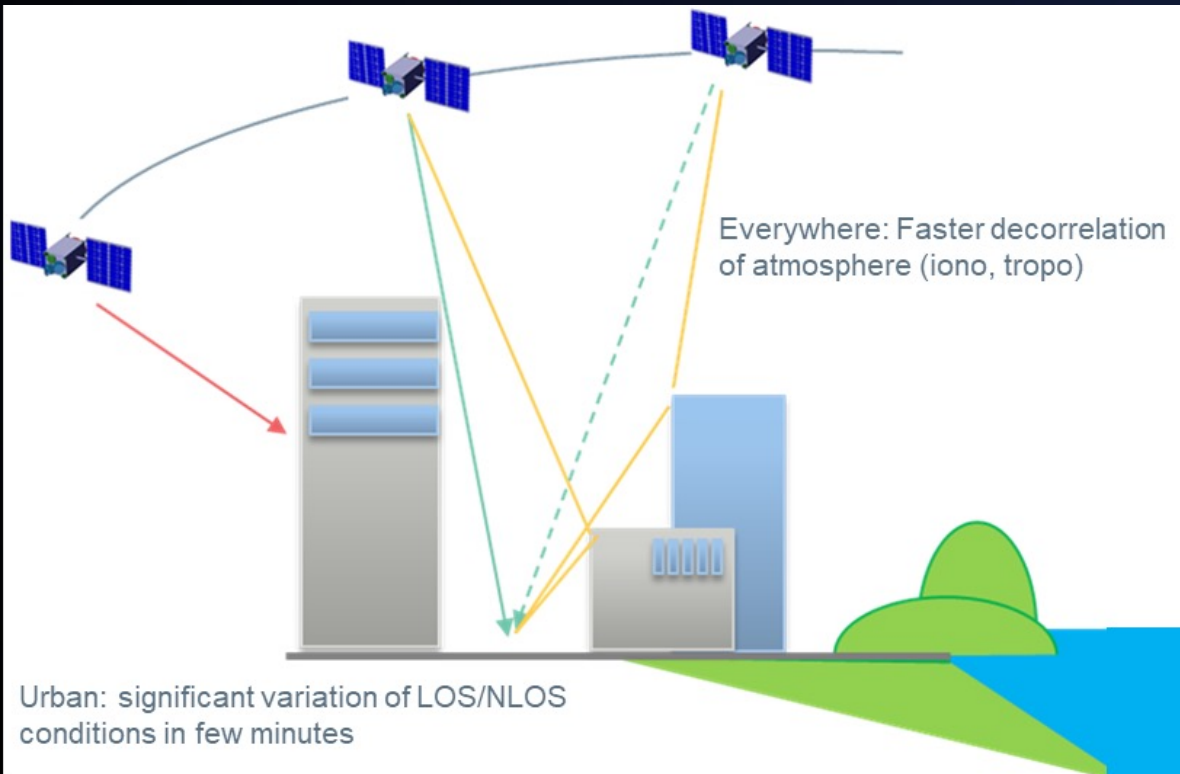 Everywhere: Faster decorrelation
of atmosphere (iono, tropo)
Urban: significant variation of LOS/NLOS
conditions in few minutes